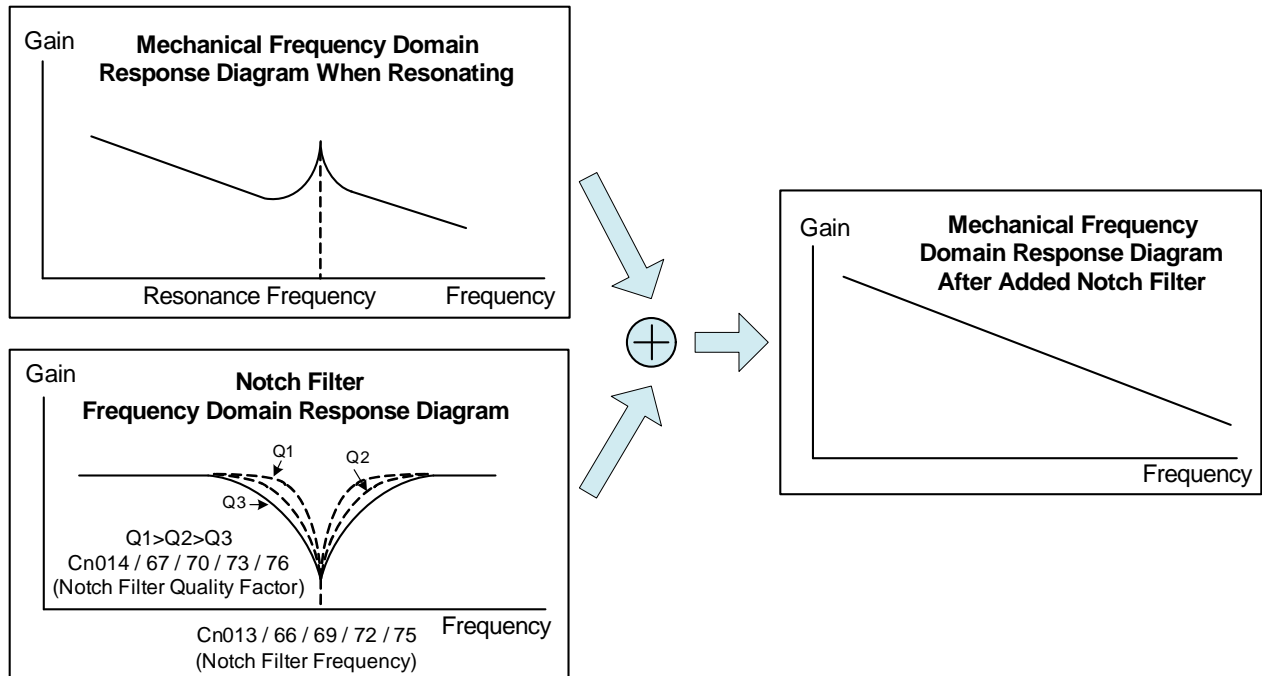 Gain
Mechanical Frequency Domain
Response Diagram When Resonating
Resonance Frequency
Frequency
Gain
Notch Filter
Frequency Domain Response Diagram
Q1
Q2
Q3
Q1>Q2>Q3
Cn014 / 67 / 70 / 73 / 76
(Notch Filter Quality Factor)
Frequency
Cn013 / 66 / 69 / 72 / 75
(Notch Filter Frequency)
Gain
Mechanical Frequency
Domain Response Diagram
After Added Notch Filter
Frequency